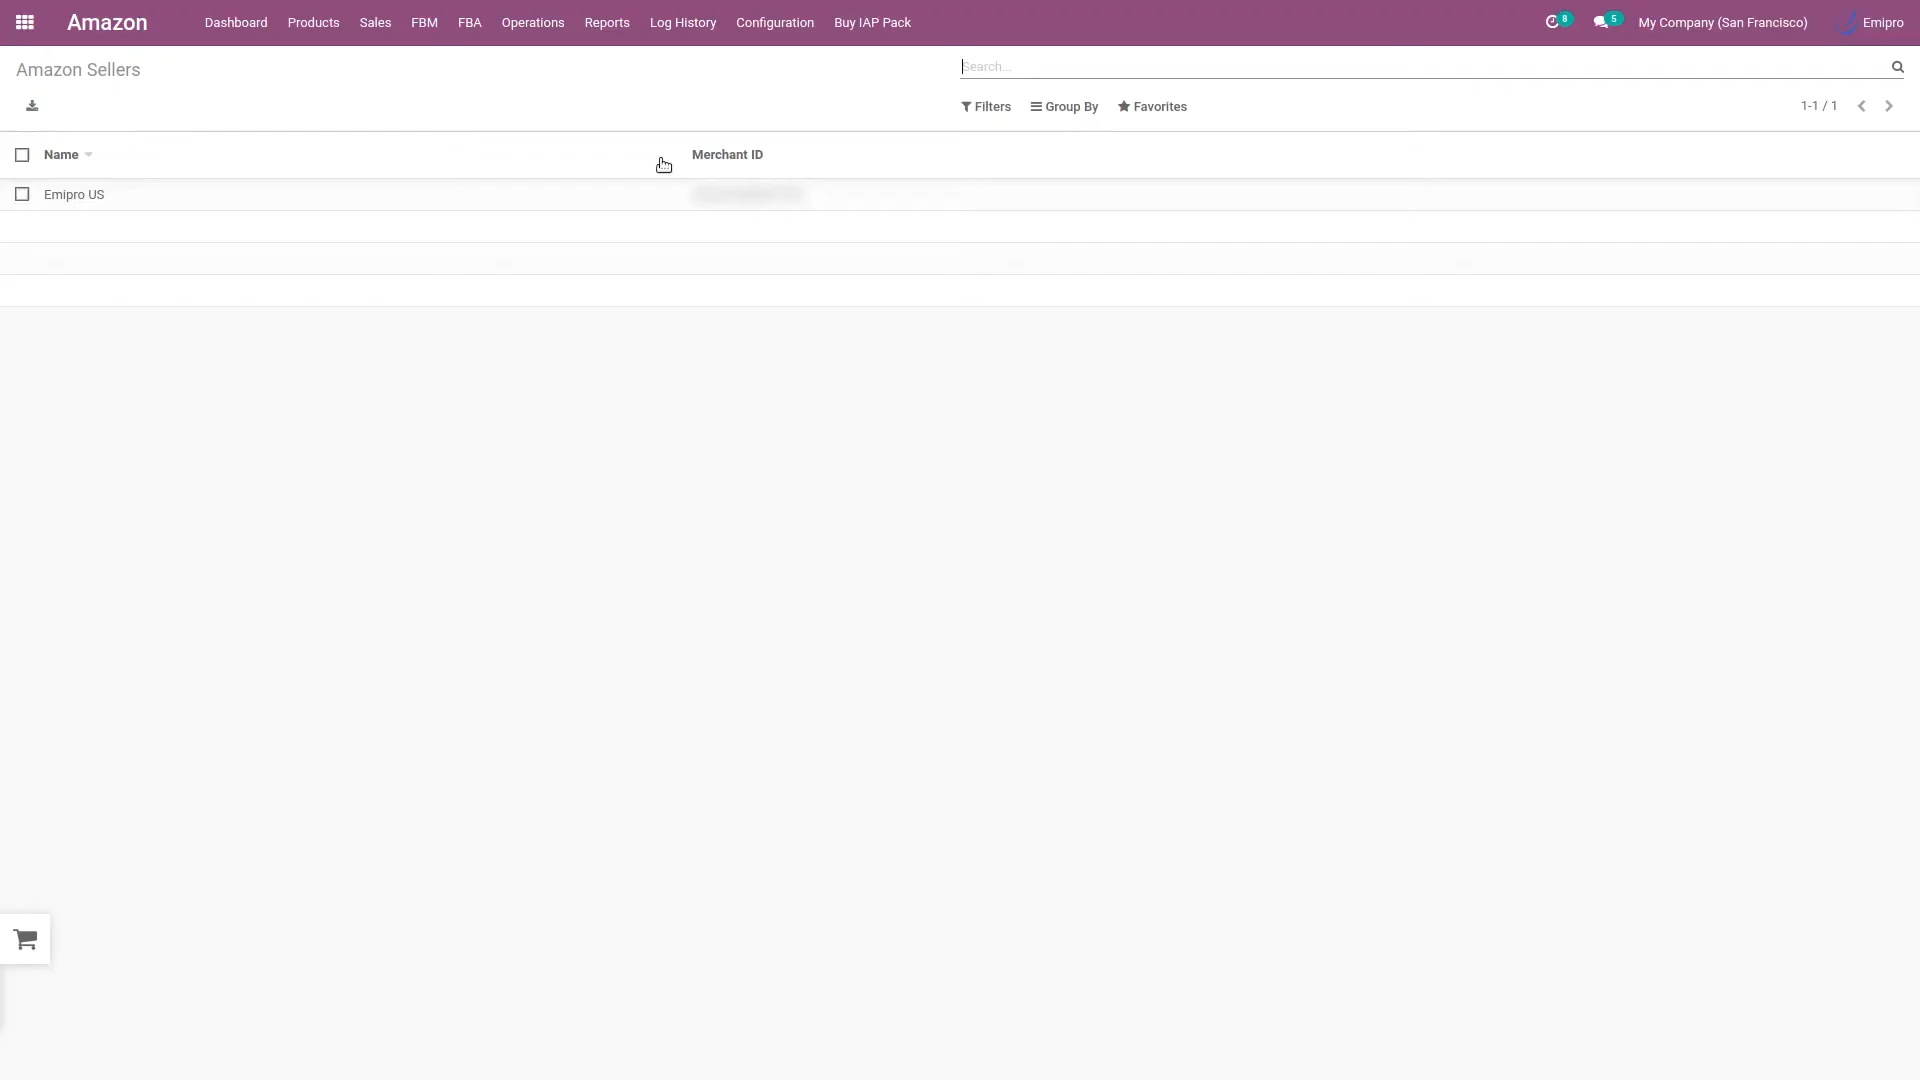 Amazon
Dashboard
Products
Sales
FBM
FBA
Operations
Reports
Log History
Configuration
Buy IAP Pack
8
5
My Company (San Francisco)
Emipro
Amazon Sellers
Search...
Filters
Group By
Favorites
1-1 / 1
Name
Merchant ID
Emipro US